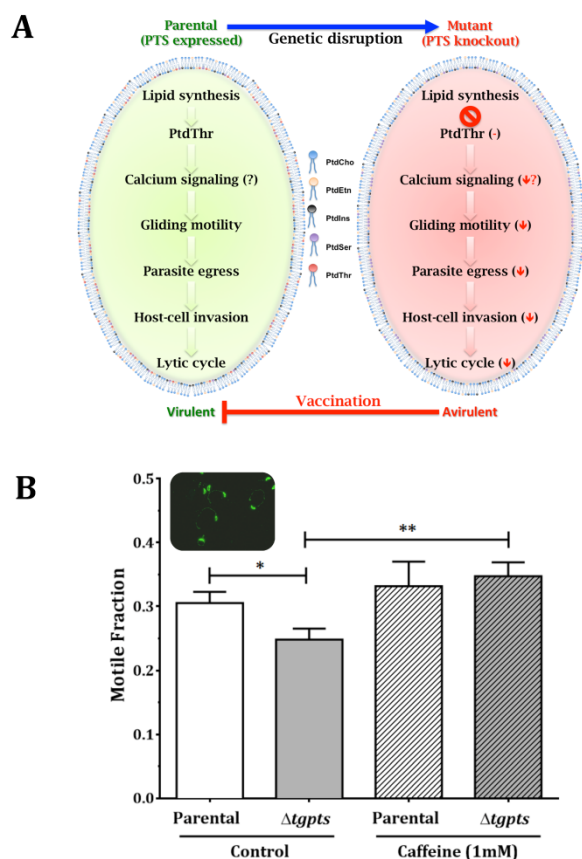 A
Parental
(PTS expressed)
Genetic disruption
Mutant
(PTS knockout)
Lipid synthesis
PtdThr
Calcium signaling (?)
Gliding motility
Parasite egress
Host-cell invasion
Lytic cycle
PtdCho
PtdEtn
PtdIns
PtdSer
PtdThr
Lipid synthesis
PtdThr (-)
Calcium signaling (↓?)
Gliding motility (↓)
Parasite egress (↓)
Host-cell invasion (↓)
Lytic cycle (↓)
Virulent
Vaccination
Avirulent
B
Motile Fraction
0.5
0.4
0.3
0.2
0.1
0.0
*
**
Parental
Δtgpts
Parental
Δtgpts
Control
Caffeine (1mM)